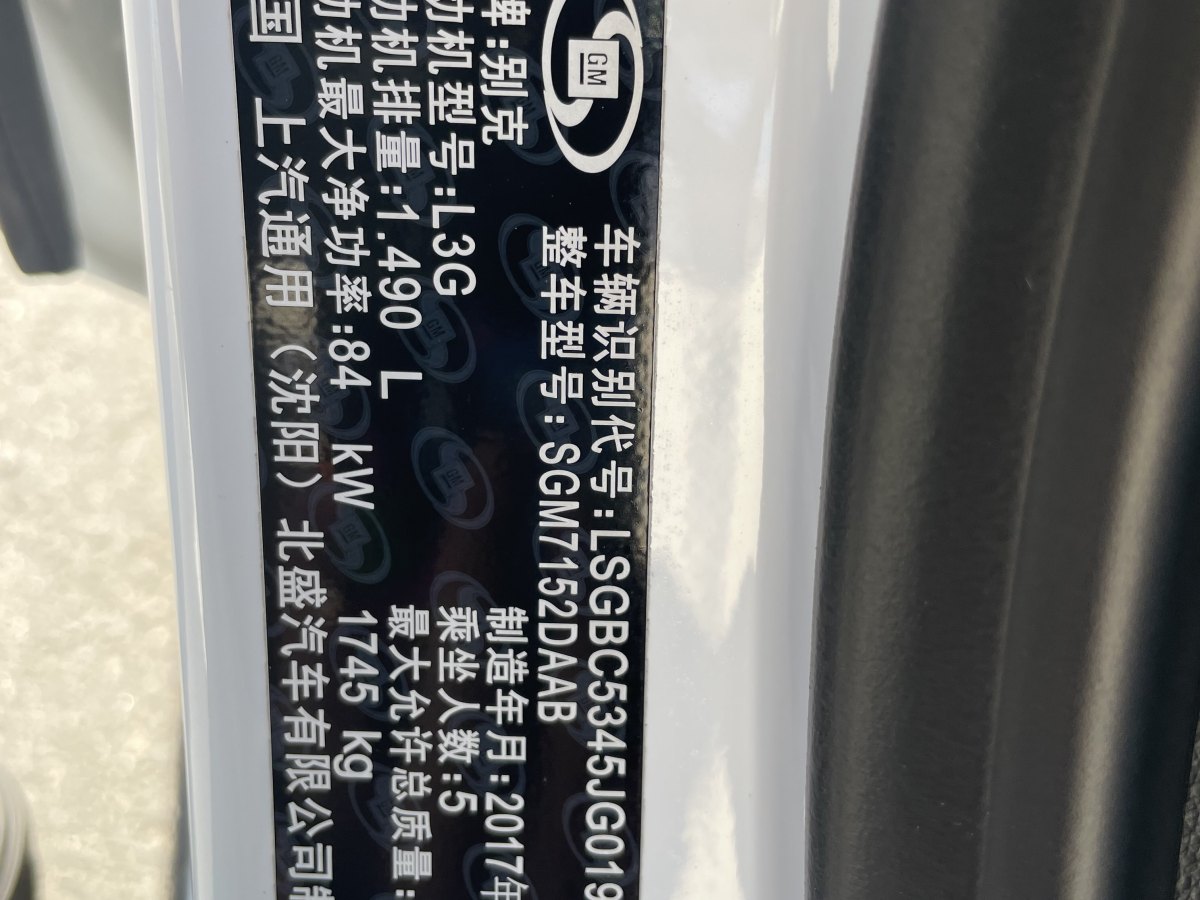 GM
车辆识别代号:LSGBC5345JG019
整车型号:SGM7152DAAB
牌:别克
制造年月:2017年
动机型号:L3G
乘坐人数:5
动机排量:1.490 L
最大允许总质量:
动机最大净功率:84 kW
1745 kg
国 上汽通用（沈阳）北盛汽车有限公司制